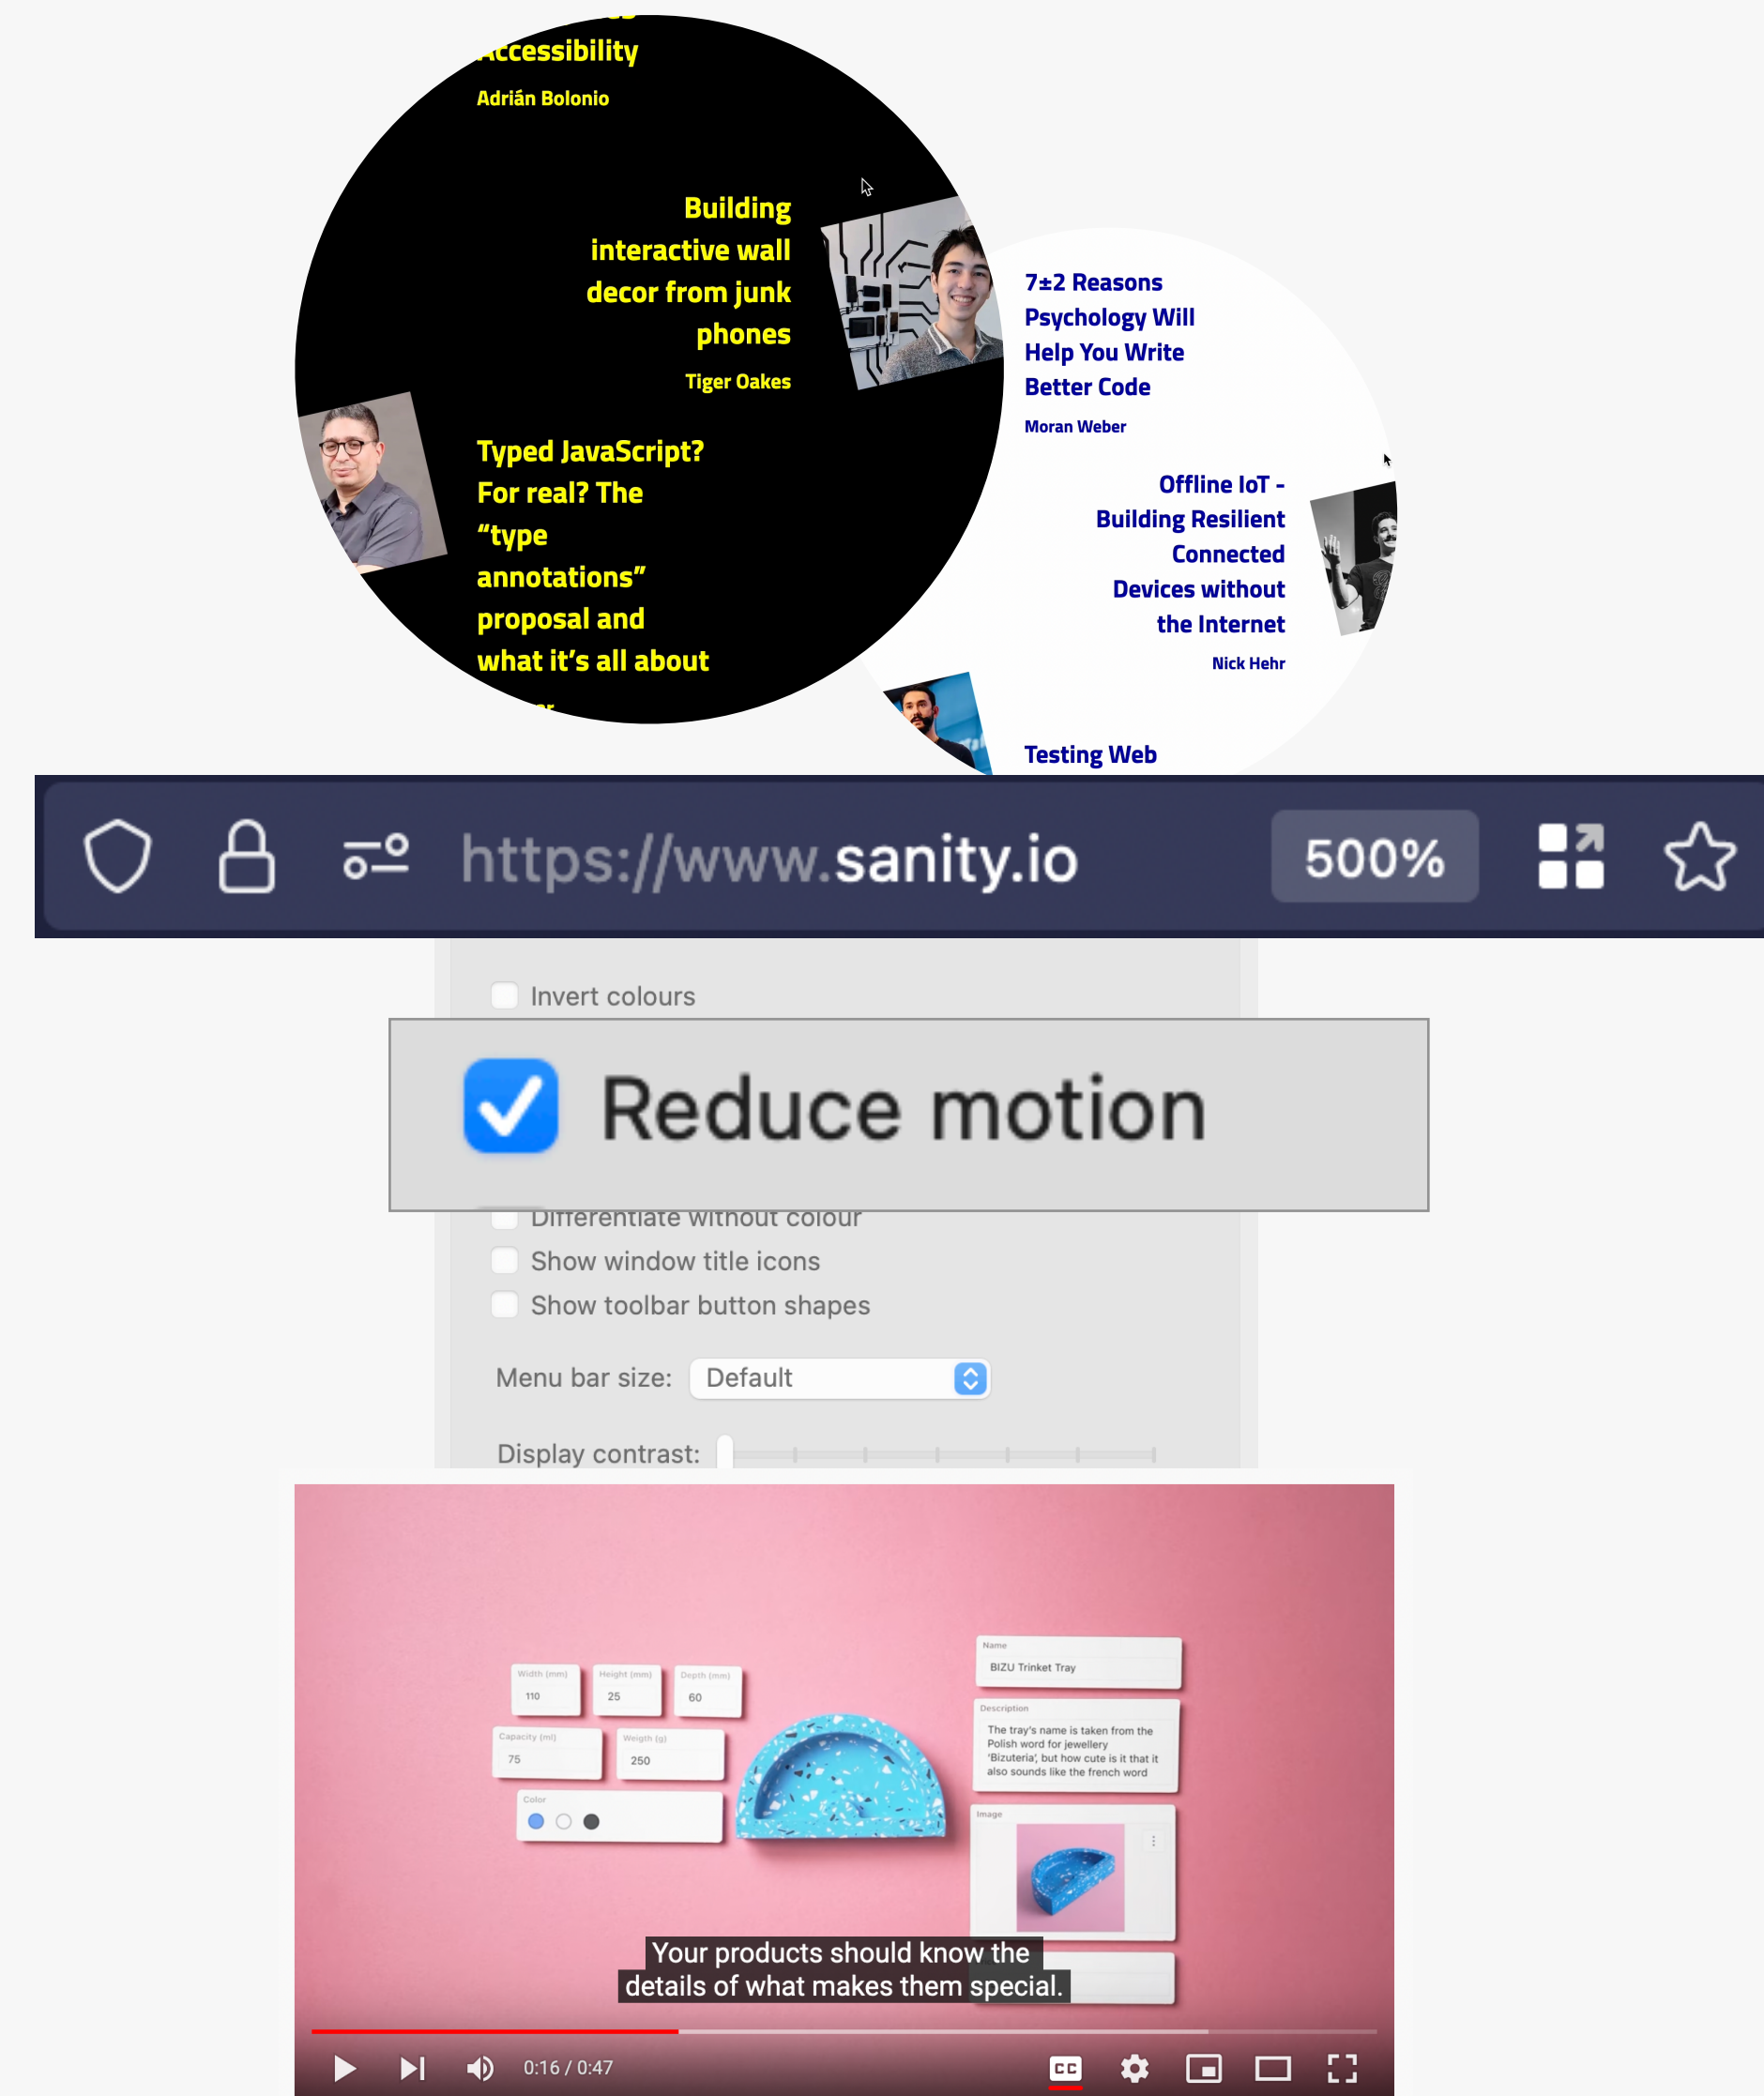 Accessibility
Adrián Bolonio
Building
interactive wall
decor from junk
phones
Tiger Oakes
Typed JavaScript?
For real? The
“type
annotations”
proposal and
what it’s all about
7±2 Reasons
Psychology Will
Help You Write
Better Code
Moran Weber
Offline IoT -
Building Resilient
Connected
Devices without
the Internet
Nick Hehr
Testing Web
https://www.sanity.io
500%
Invert colours
Reduce motion
Differentiate without colour
Show window title icons
Show toolbar button shapes
Menu bar size: Default
Display contrast:
Width (mm)
110
Height (mm)
25
Depth (mm)
60
Capacity (ml)
75
Weigth (g)
250
Color
Name
BIZU Trinket Tray
Description
The tray's name is taken from the
Polish word for jewellery
'Bizuteria', but how cute is it that it
also sounds like the french word
Image
Your products should know the
details of what makes them special.
0:16 / 0:47
CC